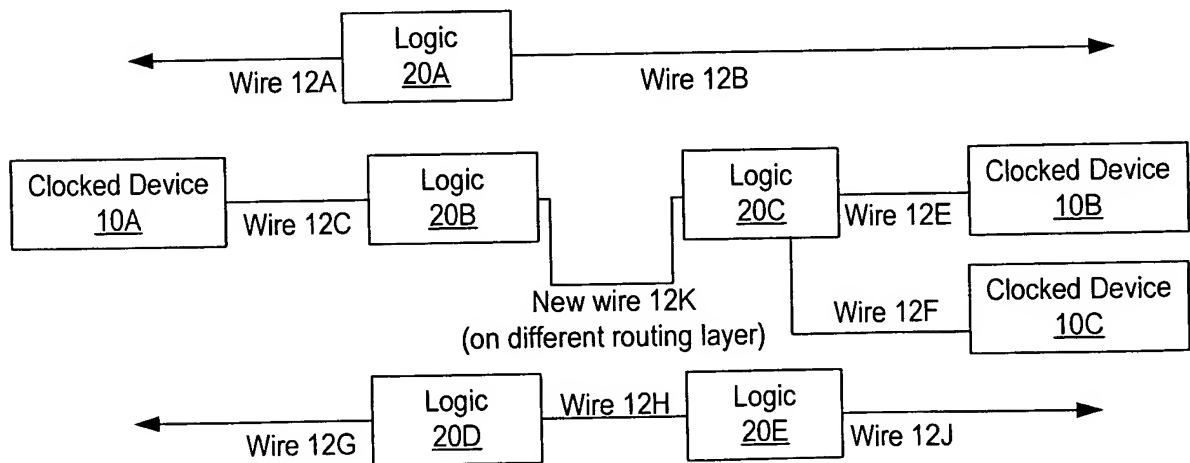 Logic
20A
Wire 12A
Wire 12B
Clocked Device
10A
Wire 12C
Logic
20B
Logic
20C
Wire 12E
Clocked Device
10B
New wire 12K
(on different routing layer)
Wire 12F
Clocked Device
10C
Logic
20D
Wire 12G
Wire 12H
Logic
20E
Wire 12J